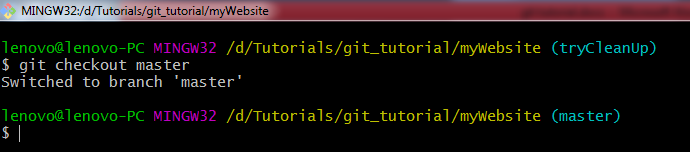 MINGW32:/d/Tutorials/git_tutorial/myWebsite
lenovo@lenovo-PC MINGW32 /d/Tutorials/git_tutorial/myWebsite (tryCleanUp)
$ git checkout master
Switched to branch 'master'
lenovo@lenovo-PC MINGW32 /d/Tutorials/git_tutorial/myWebsite (master)
$